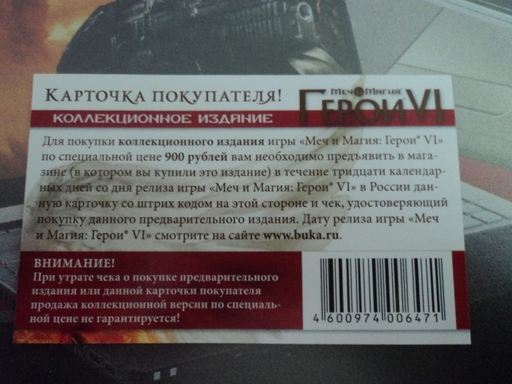 КАРТОЧКА ПОКУПАТЕЛЯ!
МЕЧ И МАГИЯ
ГЕРОИ VI
КОЛЛЕКЦИОННОЕ ИЗДАНИЕ
Для покупки коллекционного издания игры «Меч и Магия: Герои® VI»
по специальной цене 900 рублей вам необходимо предъявить в мага-
зине (в котором вы купили это издание) в течение тридцати календар-
ных дней со дня релиза игры «Меч и Магия: Герои® VI» в России дан-
ную карточку со штрих кодом на этой стороне и чек, удостоверяющий
покупку данного предварительного издания. Дату релиза игры «Меч
и Магия: Герои® VI» смотрите на сайте www.buka.ru.
ВНИМАНИЕ!
При утрате чека о покупке предварительного
издания или данной карточки покупателя
продажа коллекционной версии по специаль-
ной цене не гарантируется!
4 600974 006471